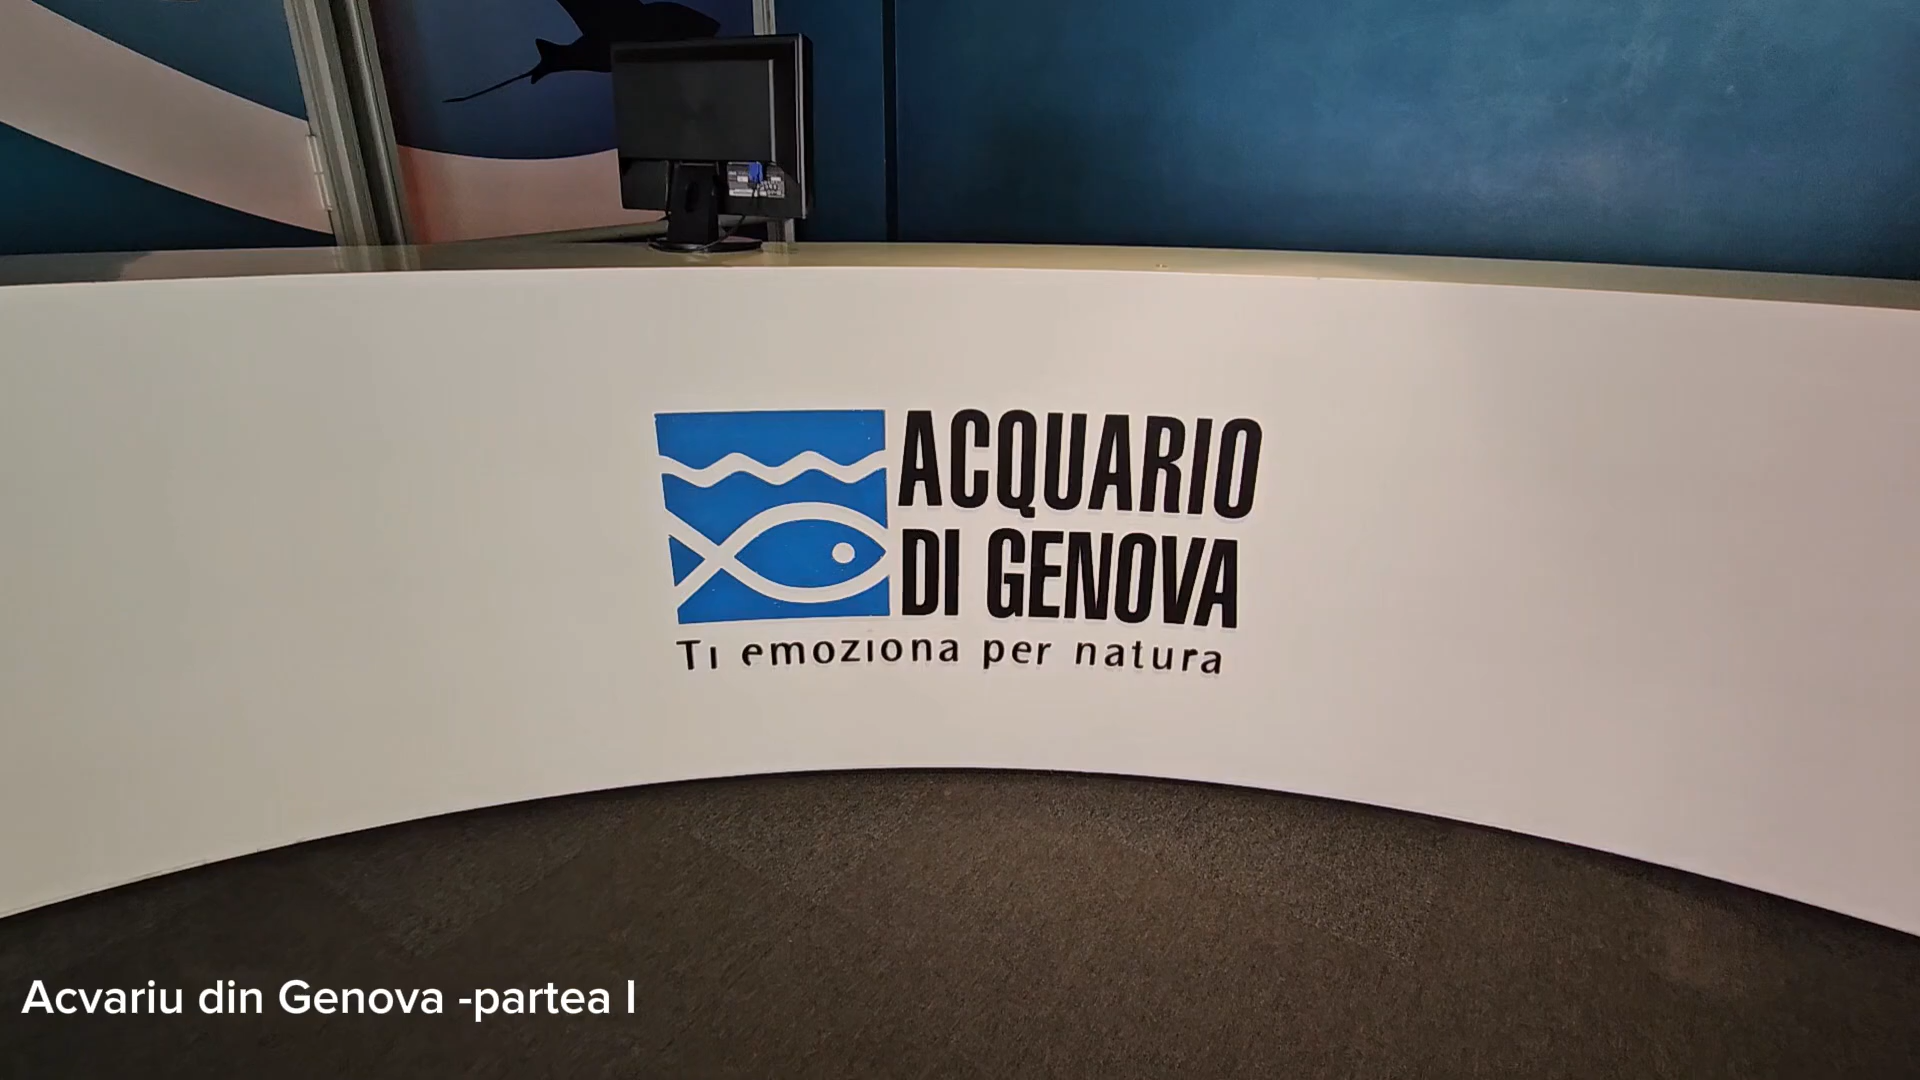 ACQUARIO
DI GENOVA
Ti emoziona per natura
Acvariu din Genova -partea I